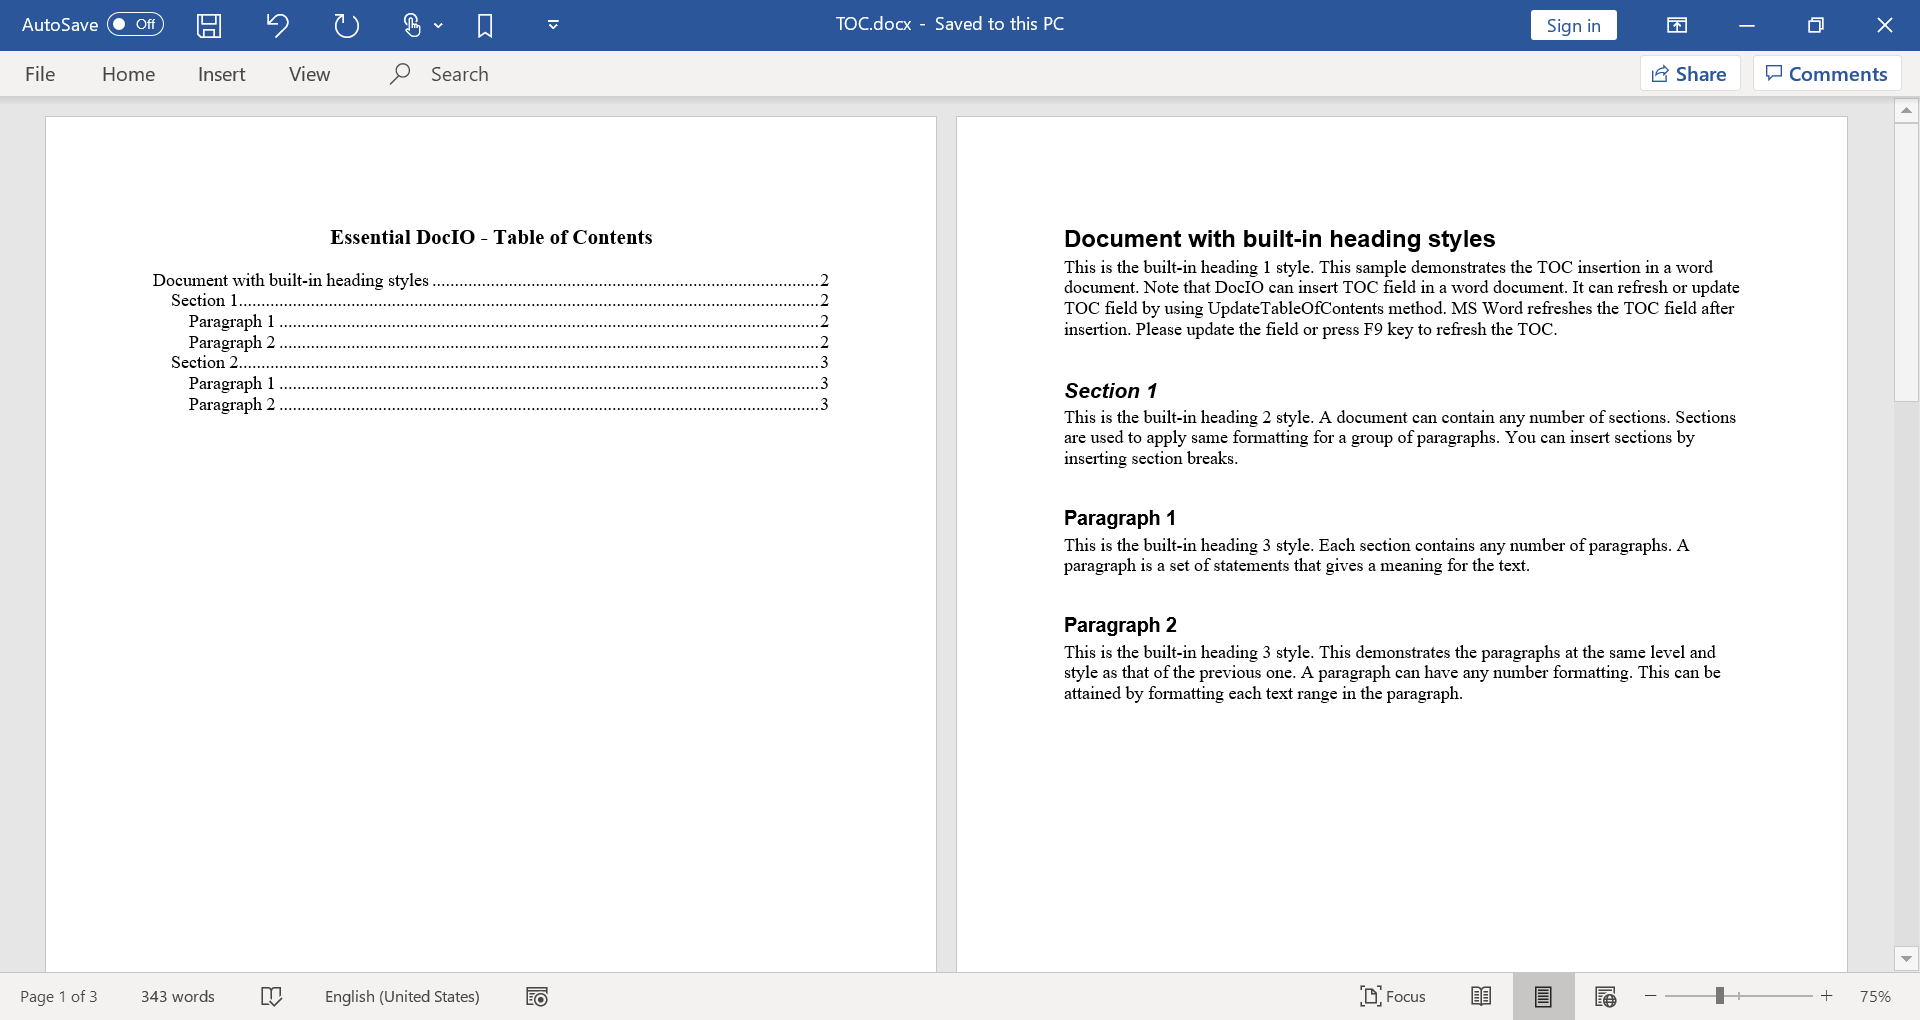 AutoSave Off TOC.docx - Saved to this PC Sign in
File Home Insert View Search Share Comments
Essential DocIO - Table of Contents
Document with built-in heading styles ........................................................................................ 2
Section 1.................................................................................................................................... 2
Paragraph 1 ........................................................................................................................... 2
Paragraph 2 ........................................................................................................................... 2
Section 2.................................................................................................................................... 3
Paragraph 1 ........................................................................................................................... 3
Paragraph 2 ........................................................................................................................... 3
Document with built-in heading styles
This is the built-in heading 1 style. This sample demonstrates the TOC insertion in a word
document. Note that DocIO can insert TOC field in a word document. It can refresh or update
TOC field by using UpdateTableOfContents method. MS Word refreshes the TOC field after
insertion. Please update the field or press F9 key to refresh the TOC.
Section 1
This is the built-in heading 2 style. A document can contain any number of sections. Sections
are used to apply same formatting for a group of paragraphs. You can insert sections by
inserting section breaks.
Paragraph 1
This is the built-in heading 3 style. Each section contains any number of paragraphs. A
paragraph is a set of statements that gives a meaning for the text.
Paragraph 2
This is the built-in heading 3 style. This demonstrates the paragraphs at the same level and
style as that of the previous one. A paragraph can have any number formatting. This can be
attained by formatting each text range in the paragraph.
Page 1 of 3 343 words English (United States) Focus 75%